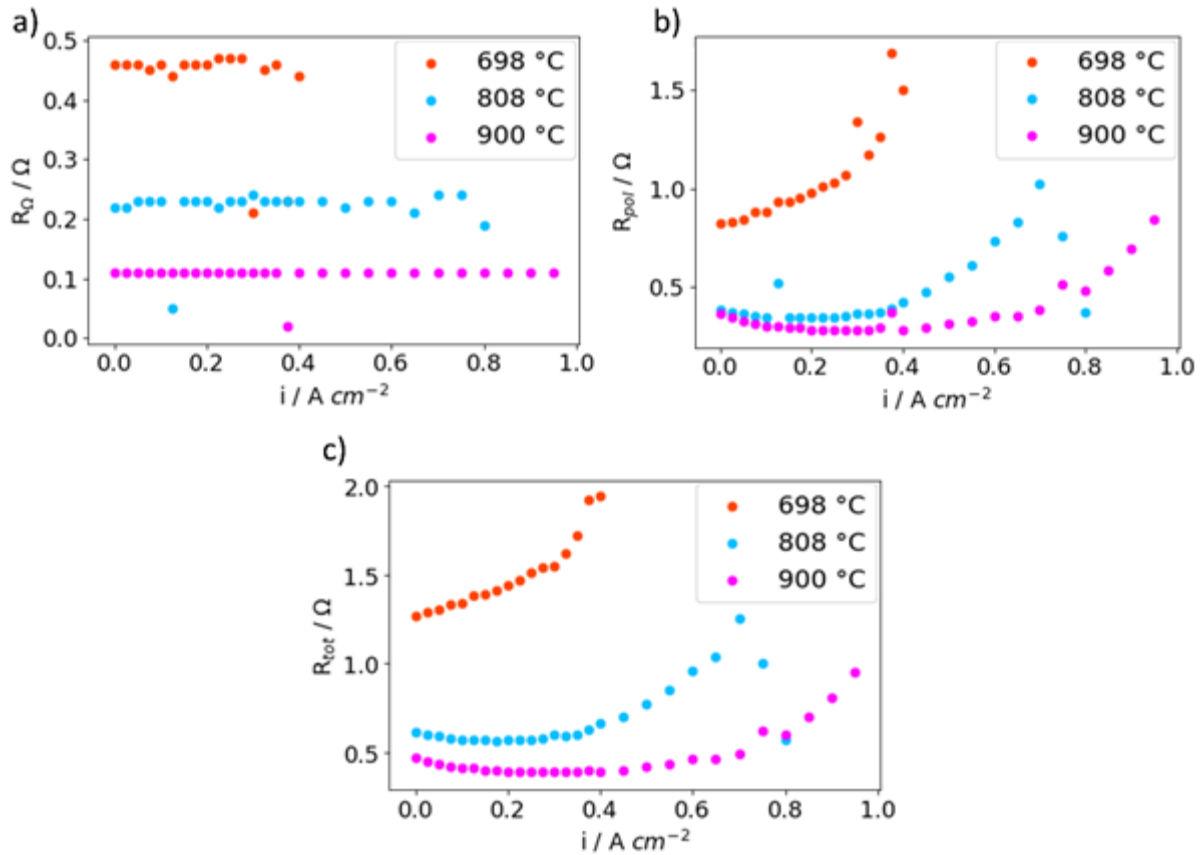 a)
0.5
0.4
0.3
0.2
0.1
0.0
R_Ω / Ω
0.0 0.2 0.4 0.6 0.8 1.0
i / A cm⁻²
698 °C
808 °C
900 °C
b)
1.5
1.0
0.5
R_pol / Ω
0.0 0.2 0.4 0.6 0.8 1.0
i / A cm⁻²
698 °C
808 °C
900 °C
c)
2.0
1.5
1.0
0.5
R_tot / Ω
0.0 0.2 0.4 0.6 0.8 1.0
i / A cm⁻²
698 °C
808 °C
900 °C